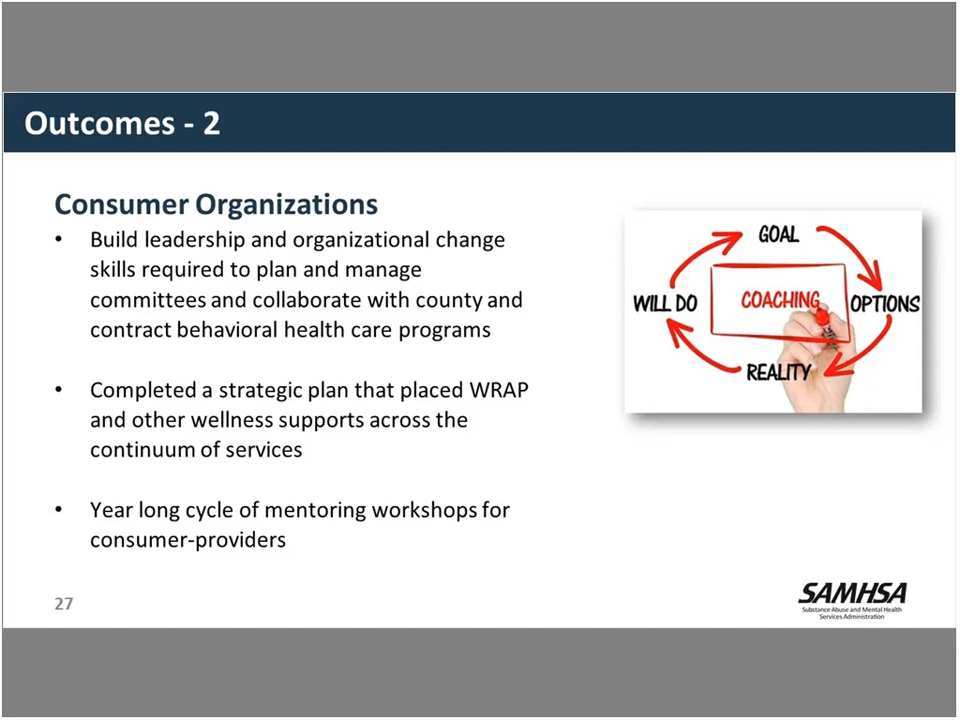 Outcomes - 2
Consumer Organizations
• Build leadership and organizational change
skills required to plan and manage
committees and collaborate with county and
contract behavioral health care programs
• Completed a strategic plan that placed WRAP
and other wellness supports across the
continuum of services
• Year long cycle of mentoring workshops for
consumer-providers
GOAL
WILL DO
COACHING
OPTIONS
REALITY
27
SAMHSA
Substance Abuse and Mental Health
Services Administration